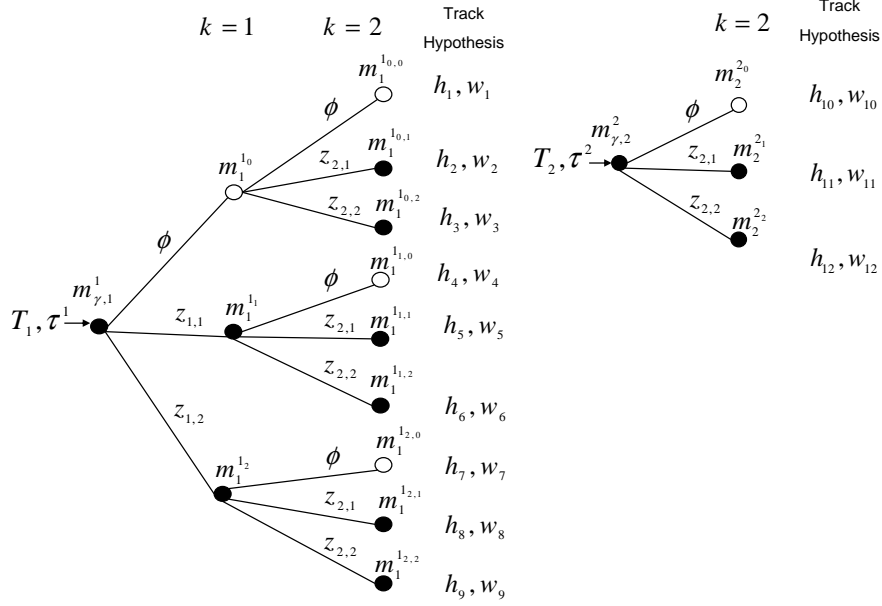 k = 1
k = 2
Track
Hypothesis
m_1^{1_{0,0}}
h_1, w_1
ϕ
m_1^{1_0}
z_{2,1}
m_1^{1_{0,1}}
h_2, w_2
z_{2,2}
m_1^{1_{0,2}}
h_3, w_3
ϕ
m_1^{1_{1,0}}
h_4, w_4
ϕ
T_1, τ^1
m_{γ,1}^1
z_{1,1}
m_1^{1_1}
z_{2,1}
m_1^{1_{1,1}}
h_5, w_5
z_{2,2}
m_1^{1_{1,2}}
h_6, w_6
z_{1,2}
m_1^{1_{2,0}}
h_7, w_7
m_1^{1_2}
ϕ
z_{2,1}
m_1^{1_{2,1}}
h_8, w_8
z_{2,2}
m_1^{1_{2,2}}
h_9, w_9
k = 2
Track
Hypothesis
m_2^{2_0}
h_{10}, w_{10}
ϕ
T_2, τ^2
m_{γ,2}^2
z_{2,1}
m_2^{2_1}
h_{11}, w_{11}
z_{2,2}
m_2^{2_2}
h_{12}, w_{12}